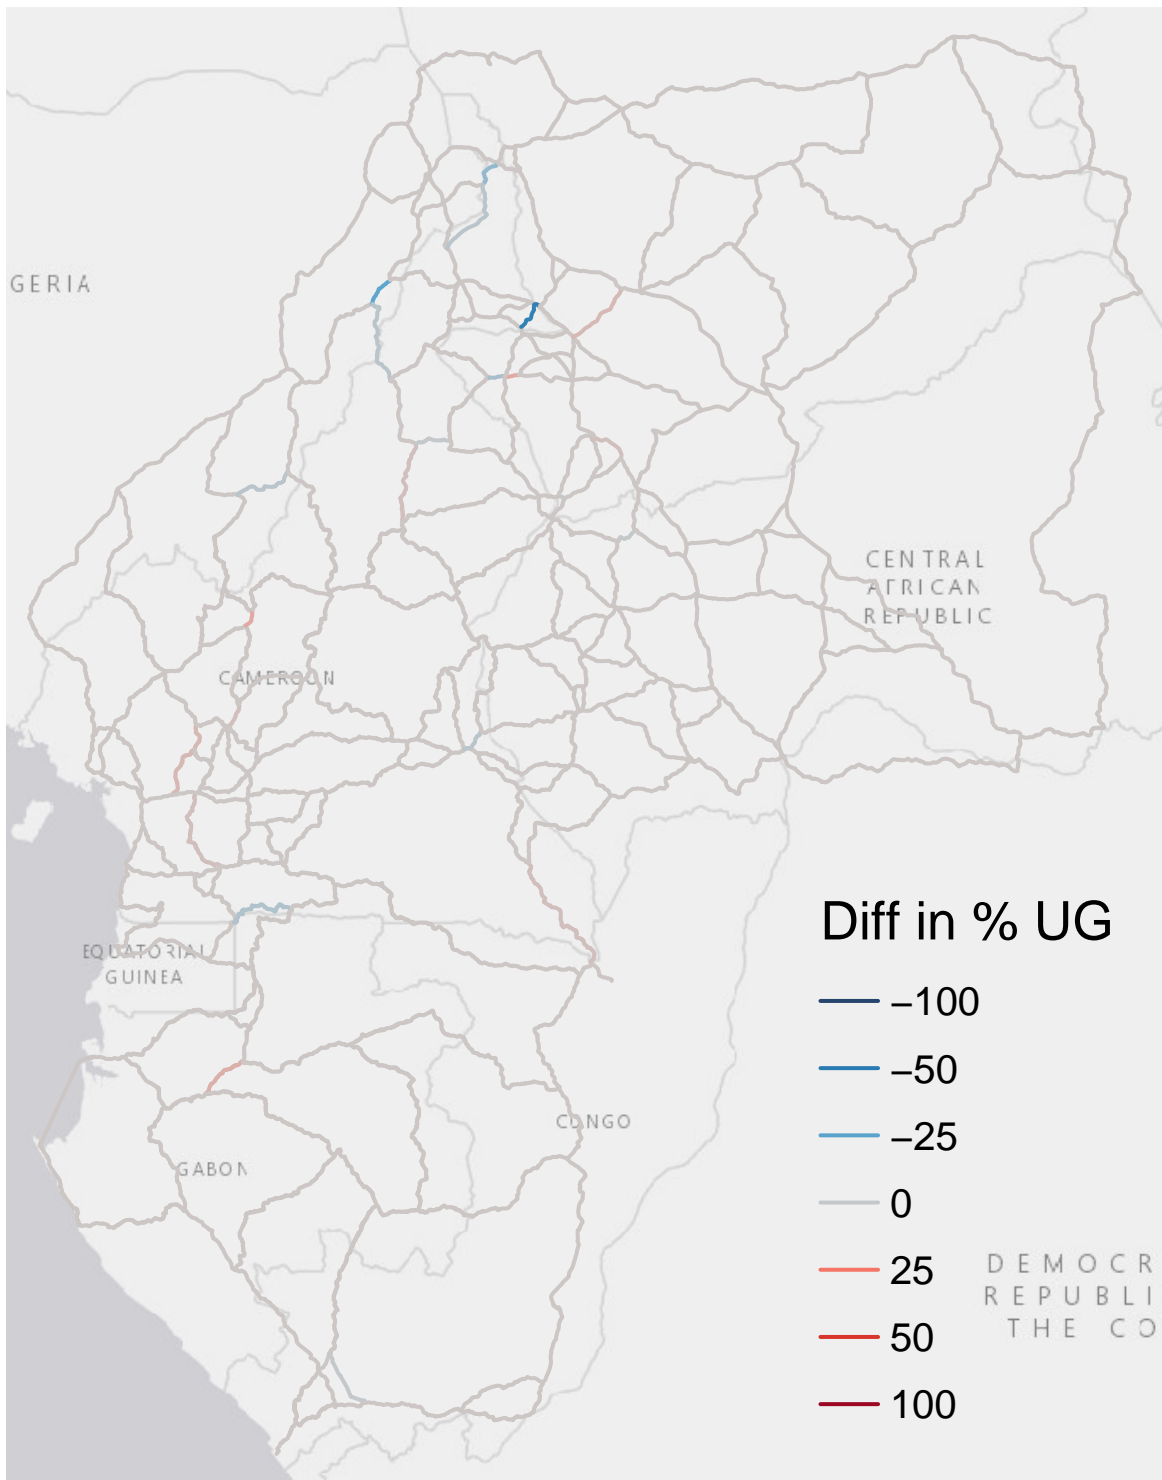 GERIA
CENTRAL
AFRICAN
REPUBLIC
CAMEROON
EQUATORIAL
GUINEA
CONGO
GABON
DEMOCR
REPUBLI
THE CO
Diff in % UG
−100
−50
−25
0
25
50
100